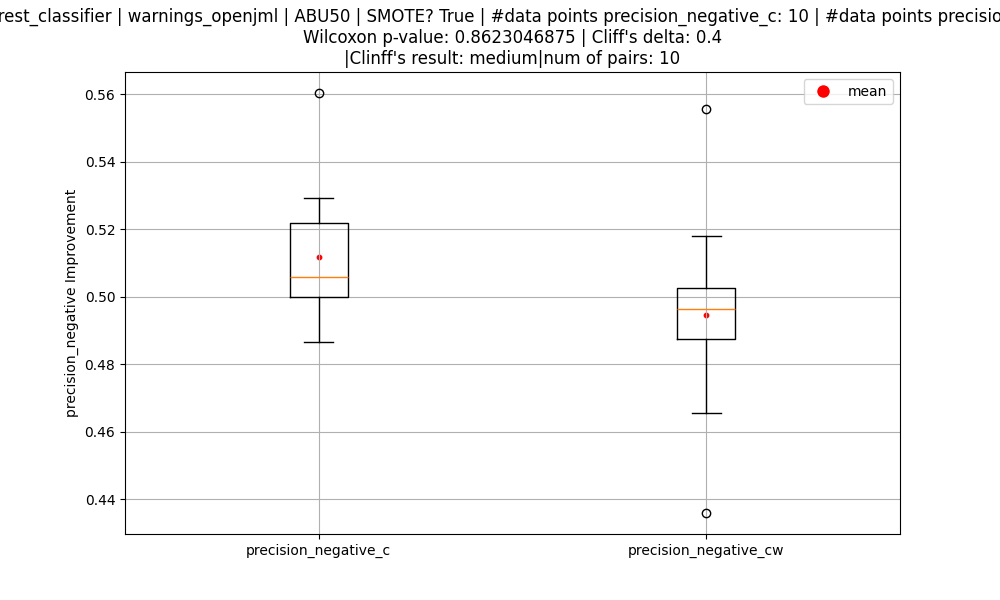 rest_classifier | warnings_openjml | ABU50 | SMOTE? True | #data points precision_negative_c: 10 | #data points precisio
Wilcoxon p-value: 0.8623046875 | Cliff's delta: 0.4
|Clinff's result: medium|num of pairs: 10
mean
precision_negative Improvement
0.56
0.54
0.52
0.50
0.48
0.46
0.44
precision_negative_c
precision_negative_cw